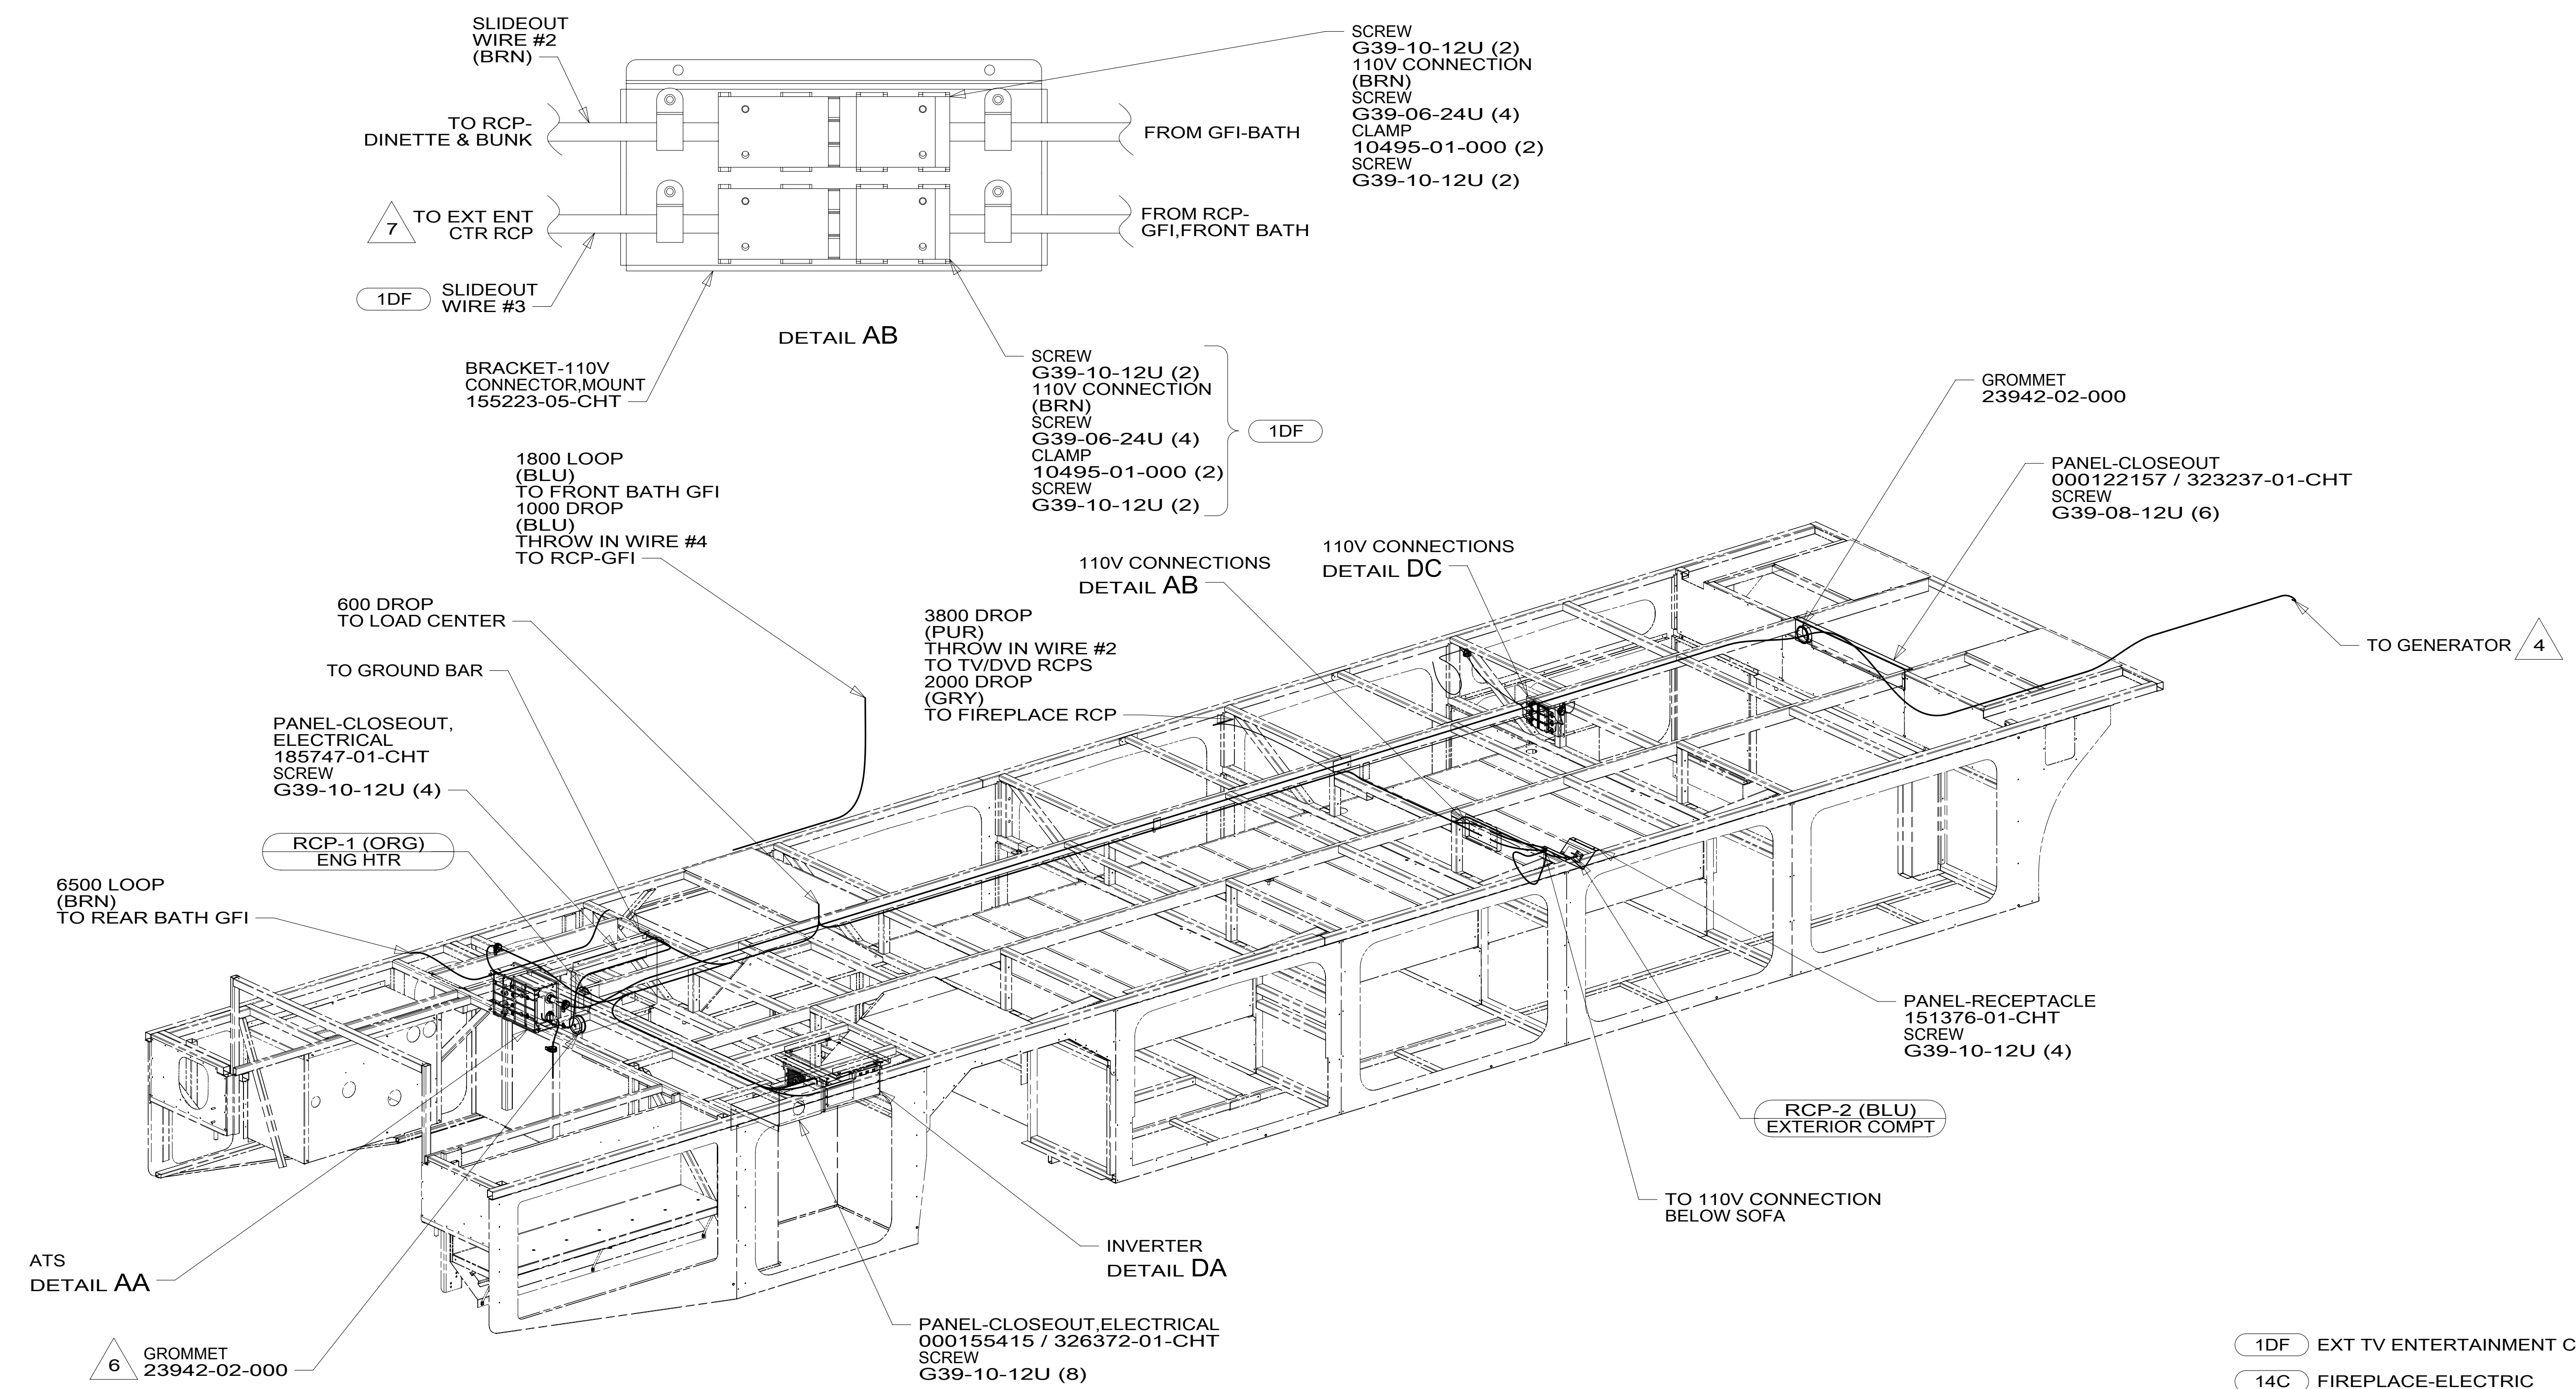 SLIDEOUT
WIRE #2
(BRN)
TO RCP-
DINETTE & BUNK
FROM GFI-BATH
SCREW
G39-10-12U (2)
110V CONNECTION
(BRN)
SCREW
G39-06-24U (4)
CLAMP
10495-01-000 (2)
SCREW
G39-10-12U (2)
7
TO EXT ENT
CTR RCP
FROM RCP-
GFI,FRONT BATH
1DF
SLIDEOUT
WIRE #3
DETAIL AB
BRACKET-110V
CONNECTOR,MOUNT
155223-05-CHT
SCREW
G39-10-12U (2)
110V CONNECTION
(BRN)
SCREW
G39-06-24U (4)
CLAMP
10495-01-000 (2)
SCREW
G39-10-12U (2)
1DF
GROMMET
23942-02-000
PANEL-CLOSEOUT
000122157 / 323237-01-CHT
SCREW
G39-08-12U (6)
1800 LOOP
(BLU)
TO FRONT BATH GFI
1000 DROP
(BLU)
THROW IN WIRE #4
TO RCP-GFI
110V CONNECTIONS
DETAIL DC
110V CONNECTIONS
DETAIL AB
600 DROP
TO LOAD CENTER
3800 DROP
(PUR)
THROW IN WIRE #2
TO TV/DVD RCPS
2000 DROP
(GRY)
TO FIREPLACE RCP
TO GENERATOR
4
TO GROUND BAR
PANEL-CLOSEOUT,
ELECTRICAL
185747-01-CHT
SCREW
G39-10-12U (4)
RCP-1 (ORG)
ENG HTR
6500 LOOP
(BRN)
TO REAR BATH GFI
PANEL-RECEPTACLE
151376-01-CHT
SCREW
G39-10-12U (4)
RCP-2 (BLU)
EXTERIOR COMPT
TO 110V CONNECTION
BELOW SOFA
ATS
DETAIL AA
INVERTER
DETAIL DA
PANEL-CLOSEOUT,ELECTRICAL
000155415 / 326372-01-CHT
SCREW
G39-10-12U (8)
6
GROMMET
23942-02-000
1DF EXT TV ENTERTAINMENT C
14C FIREPLACE-ELECTRIC